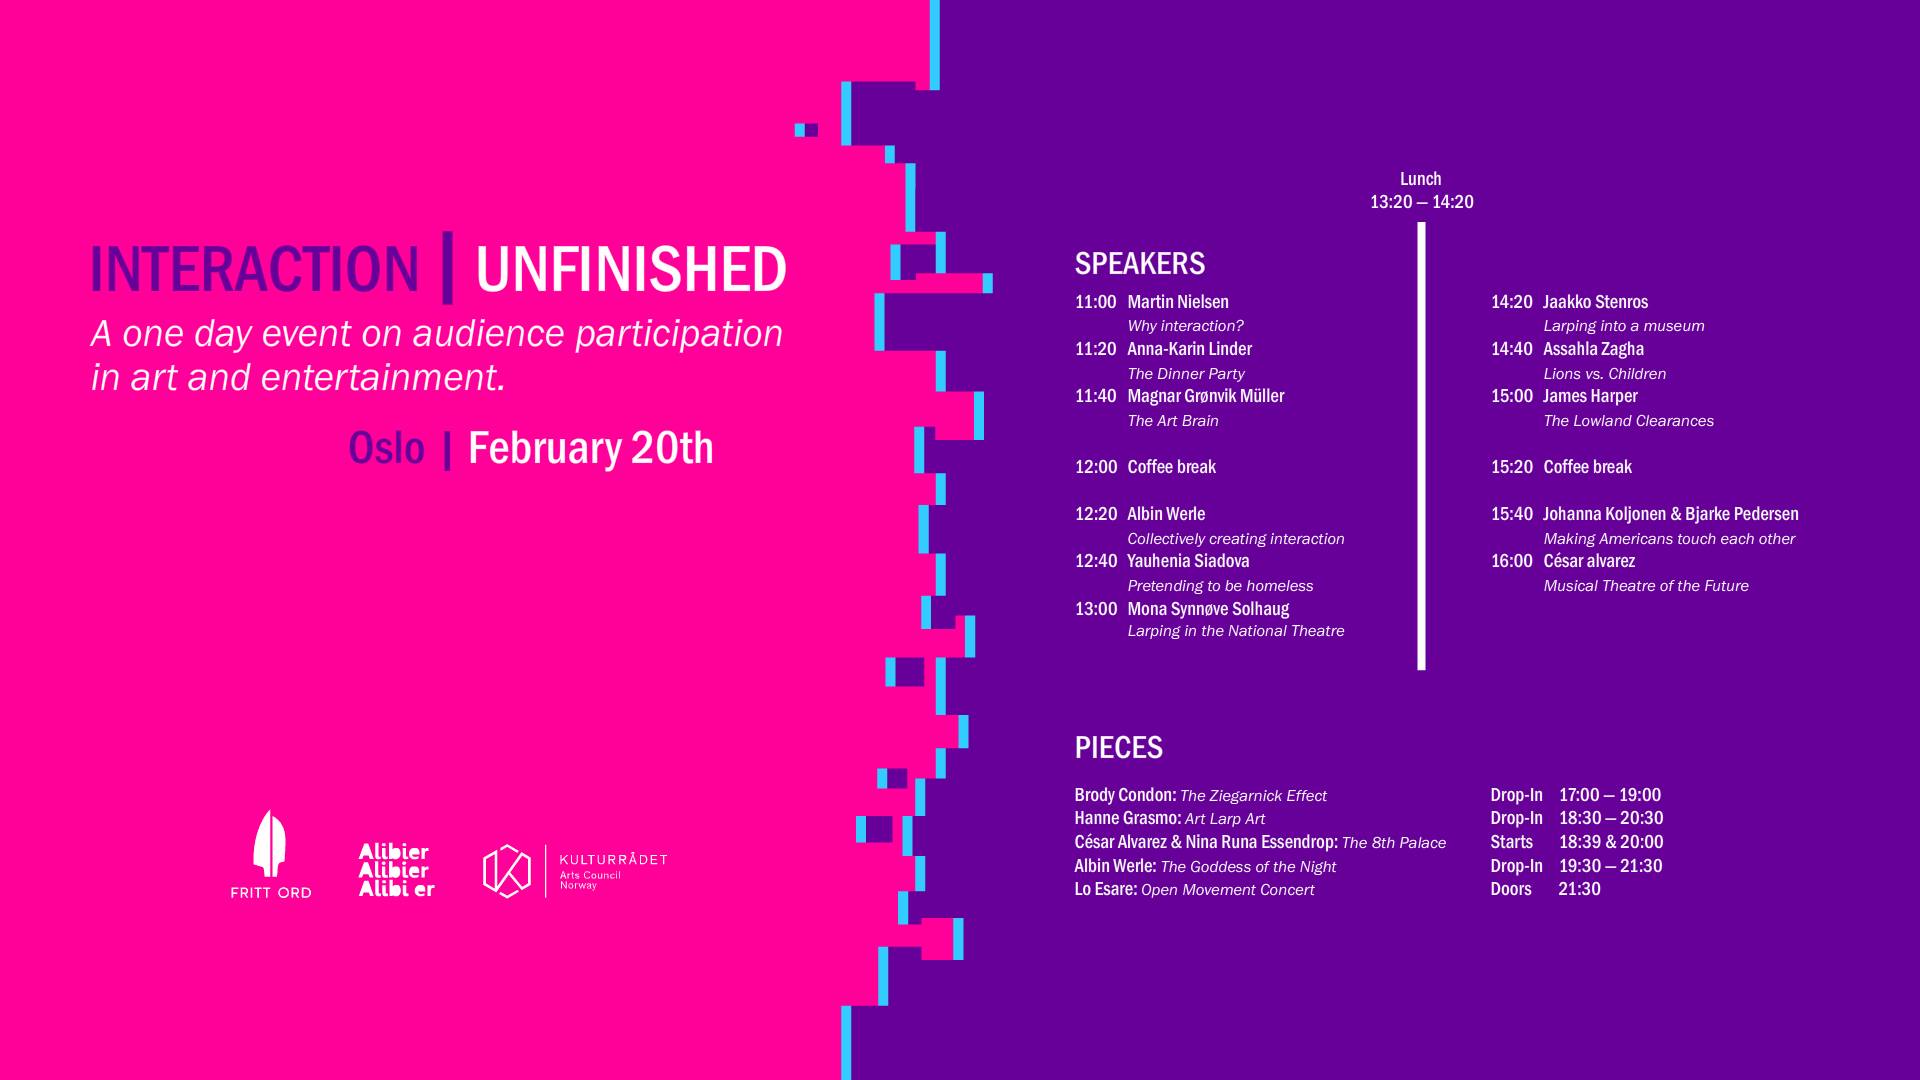 INTERACTION | UNFINISHED
A one day event on audience participation
in art and entertainment.
Oslo | February 20th
FRITT ORD
Alibier
Alibier
Alibi er
KULTURRÅDET
Arts Council
Norway
Lunch
13:20 – 14:20
SPEAKERS
11:00 Martin Nielsen
Why interaction?
11:20 Anna-Karin Linder
The Dinner Party
11:40 Magnar Grønvik Müller
The Art Brain
12:00 Coffee break
12:20 Albin Werle
Collectively creating interaction
12:40 Yauhenia Siadova
Pretending to be homeless
13:00 Mona Synnøve Solhaug
Larping in the National Theatre
14:20 Jaakko Stenros
Larping into a museum
14:40 Assahla Zagha
Lions vs. Children
15:00 James Harper
The Lowland Clearances
15:20 Coffee break
15:40 Johanna Koljonen & Bjarke Pedersen
Making Americans touch each other
16:00 César alvarez
Musical Theatre of the Future
PIECES
Brody Condon: The Ziegarnick Effect Drop-In 17:00 – 19:00
Hanne Grasmo: Art Larp Art Drop-In 18:30 – 20:30
César Alvarez & Nina Runa Essendrop: The 8th Palace Starts 18:39 & 20:00
Albin Werle: The Goddess of the Night Drop-In 19:30 – 21:30
Lo Esare: Open Movement Concert Doors 21:30